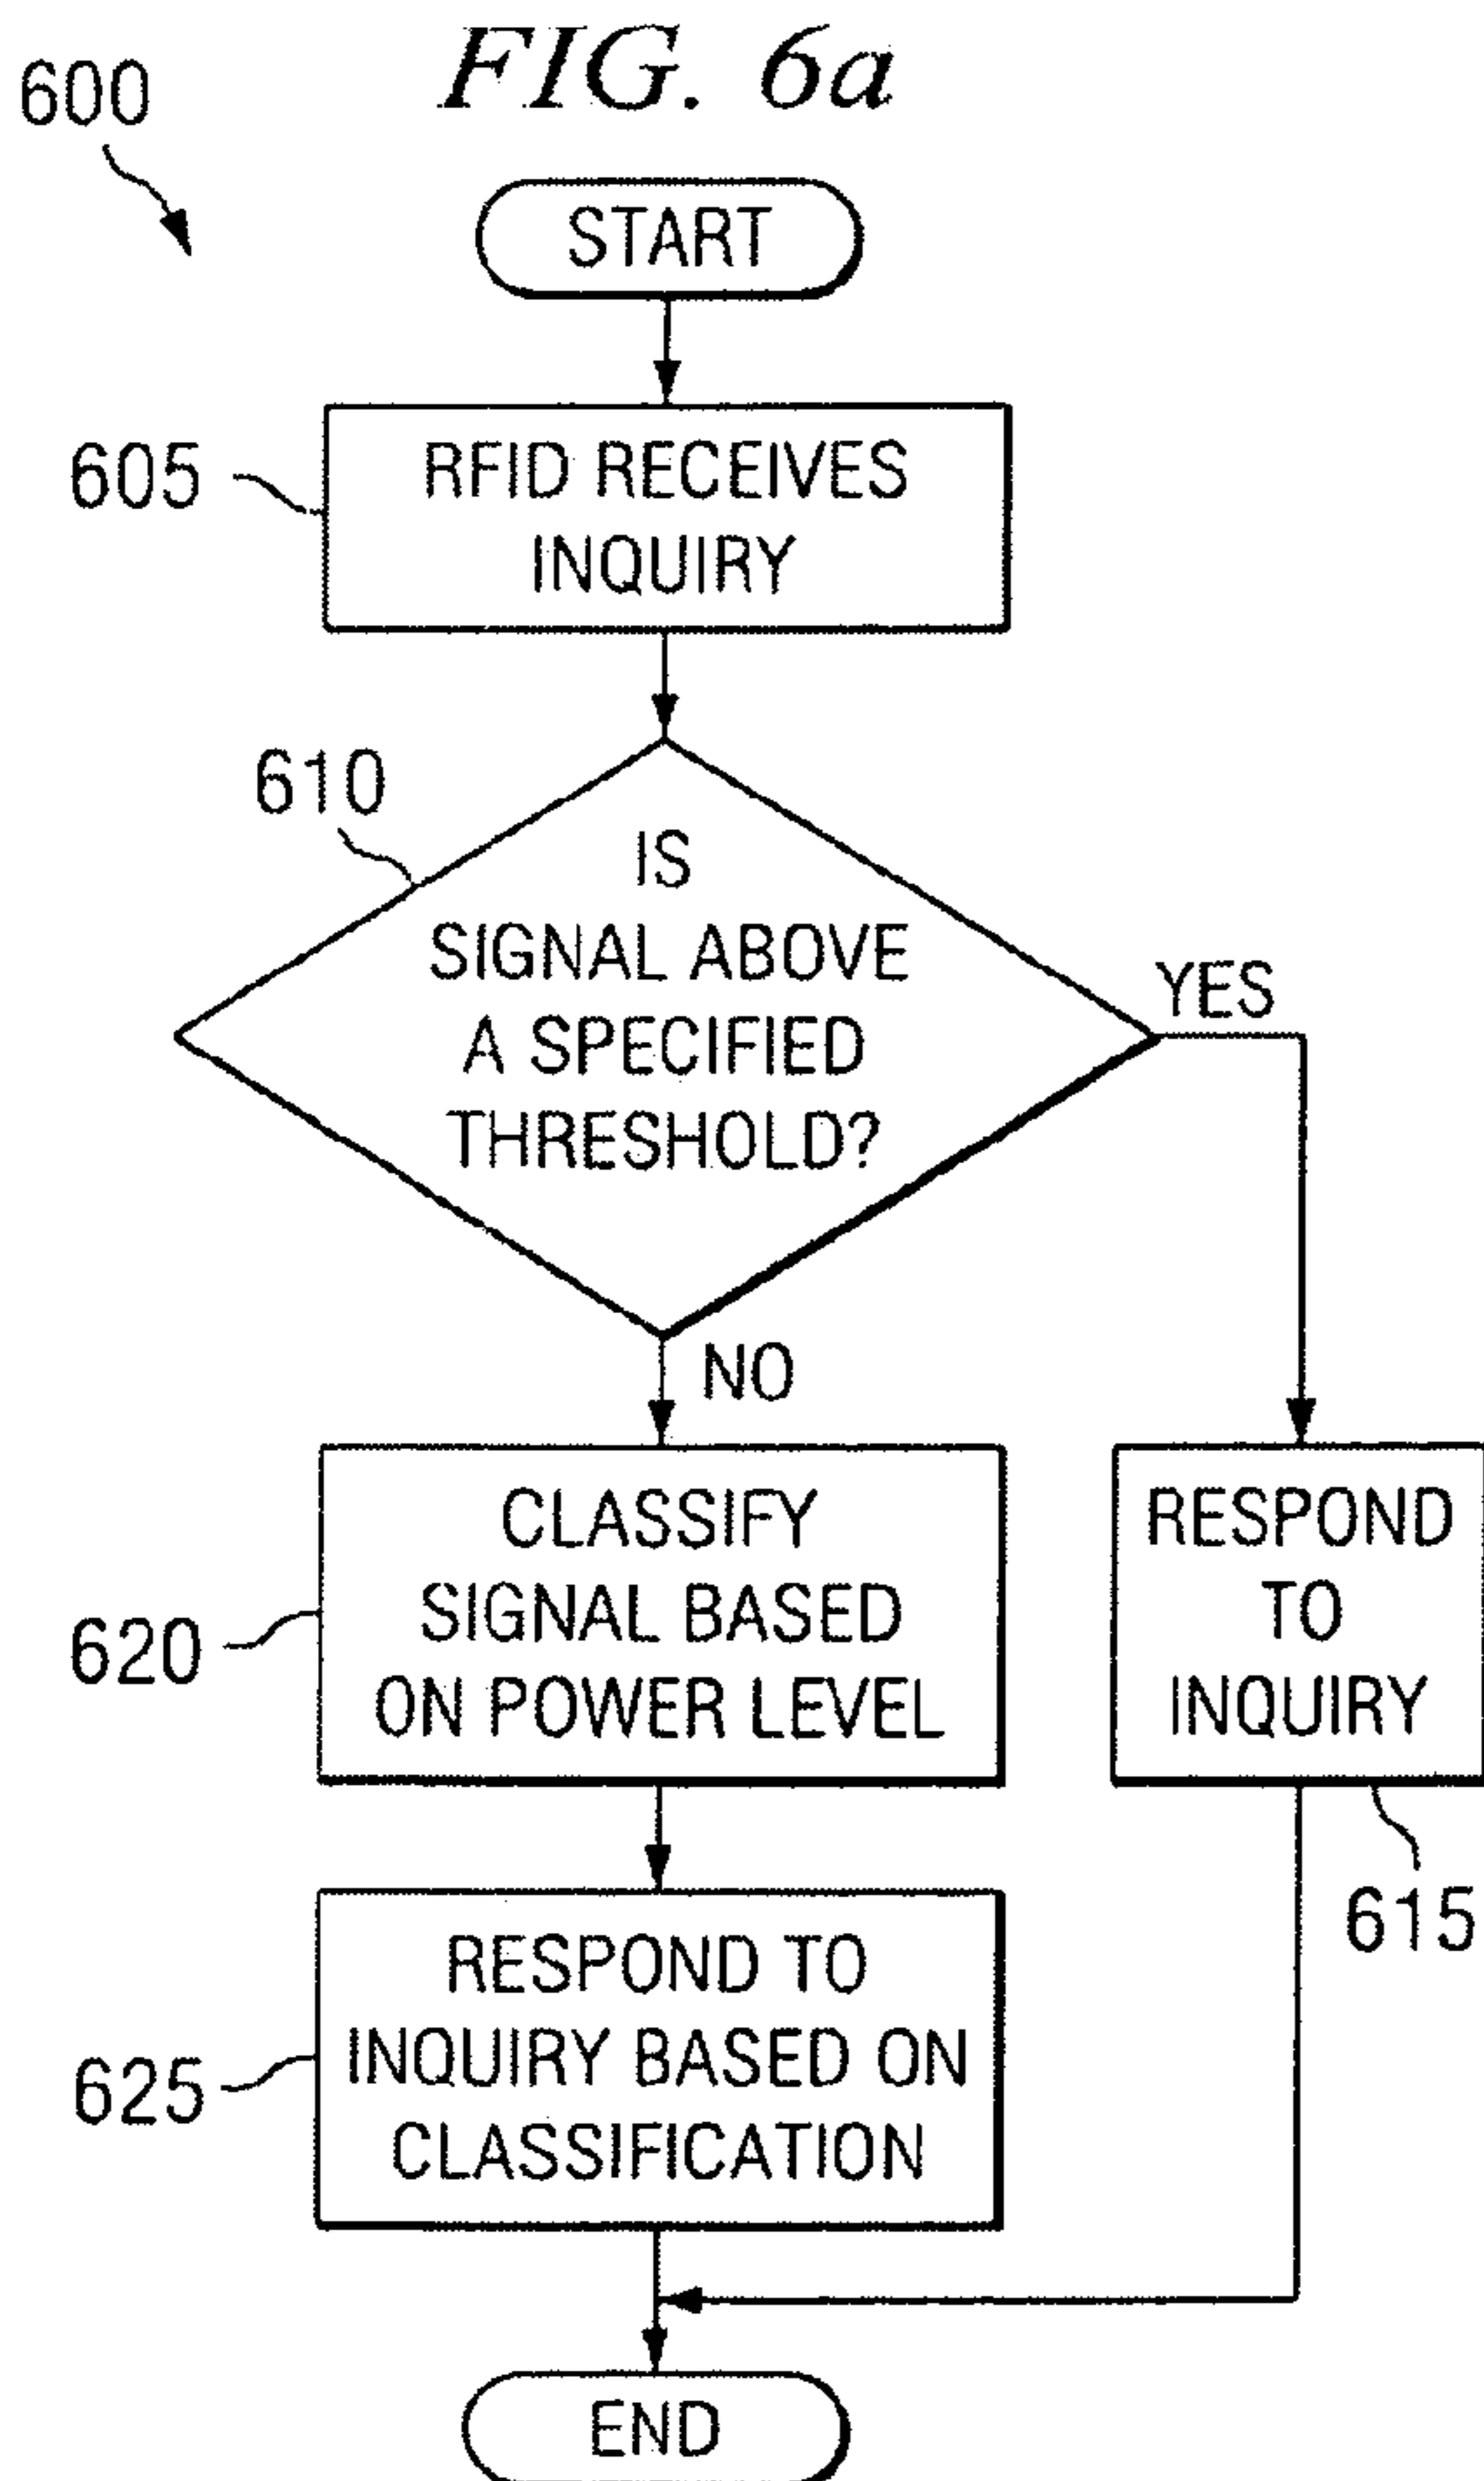 FIG. 6a
600
START
605
RFID RECEIVES
INQUIRY
610
IS
SIGNAL ABOVE
A SPECIFIED
THRESHOLD?
YES
NO
CLASSIFY
SIGNAL BASED
ON POWER LEVEL
620
RESPOND
TO
INQUIRY
615
RESPOND TO
INQUIRY BASED ON
CLASSIFICATION
625
END